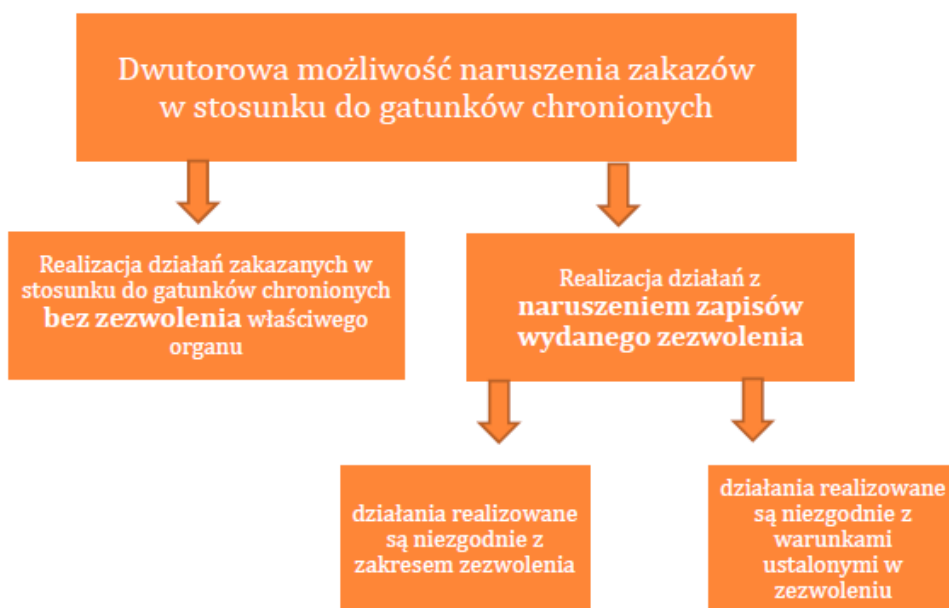 Dwutorowa możliwość naruszenia zakazów
w stosunku do gatunków chronionych
Realizacja działań zakazanych w
stosunku do gatunków chronionych
bez zezwolenia właściwego
organu
Realizacja działań z
naruszeniem zapisów
wydanego zezwolenia
działania realizowane
są niezgodnie z
zakresem zezwolenia
działania realizowane
są niezgodnie z
warunkami
ustalonymi w
zezwoleniu